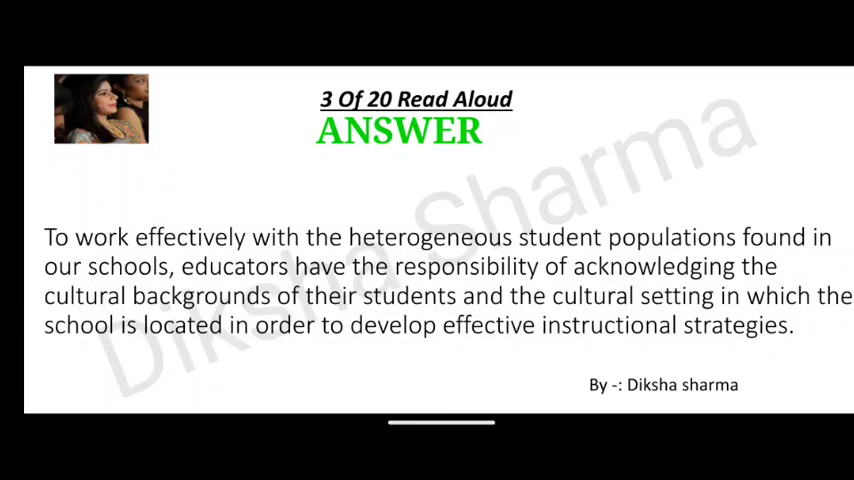 3 Of 20 Read Aloud
ANSWER
Diksha Sharma
To work effectively with the heterogeneous student populations found in
our schools, educators have the responsibility of acknowledging the
cultural backgrounds of their students and the cultural setting in which the
school is located in order to develop effective instructional strategies.
By -: Diksha sharma